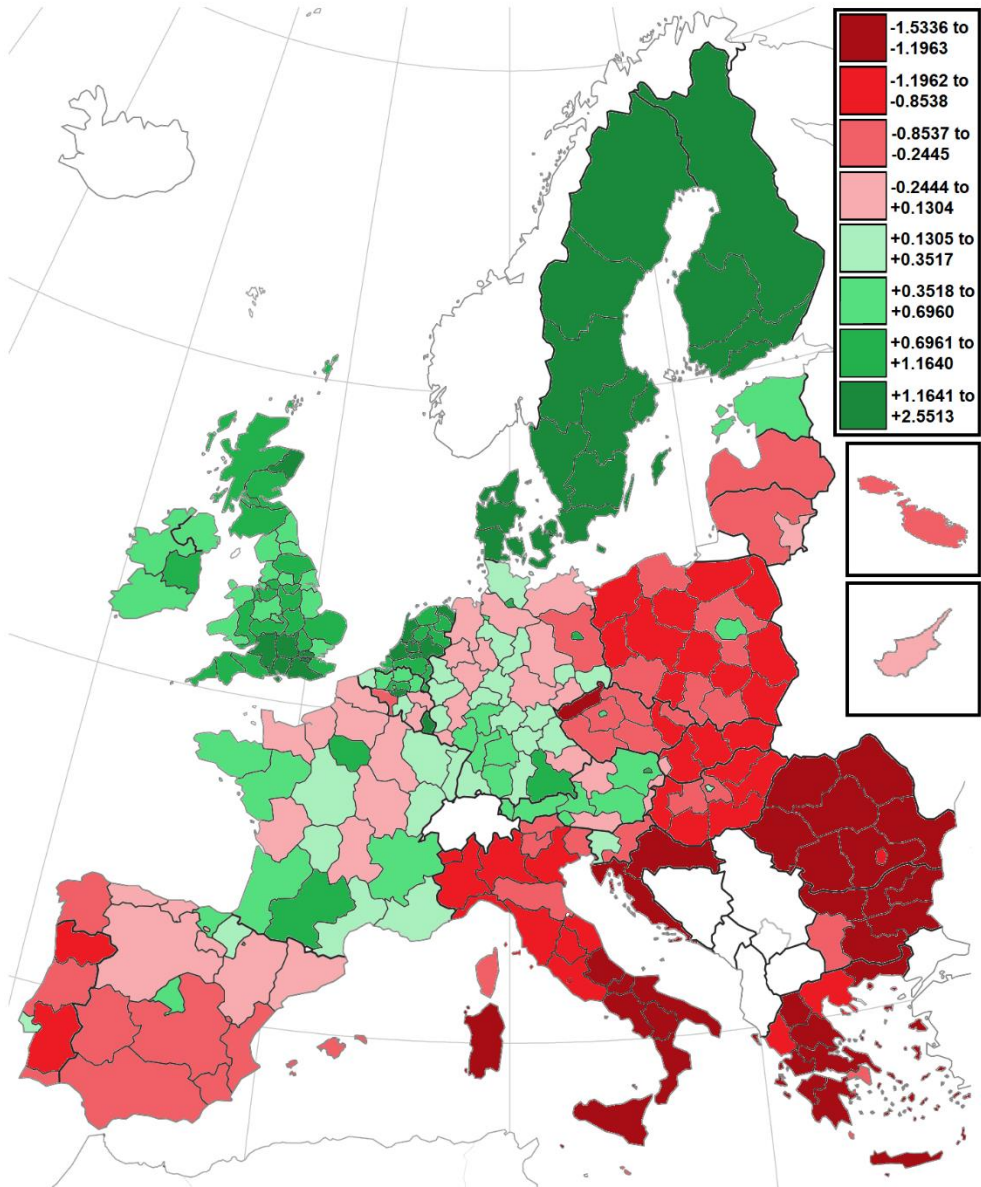 -1.5336 to
-1.1963
-1.1962 to
-0.8538
-0.8537 to
-0.2445
-0.2444 to
+0.1304
+0.1305 to
+0.3517
+0.3518 to
+0.6960
+0.6961 to
+1.1640
+1.1641 to
+2.5513